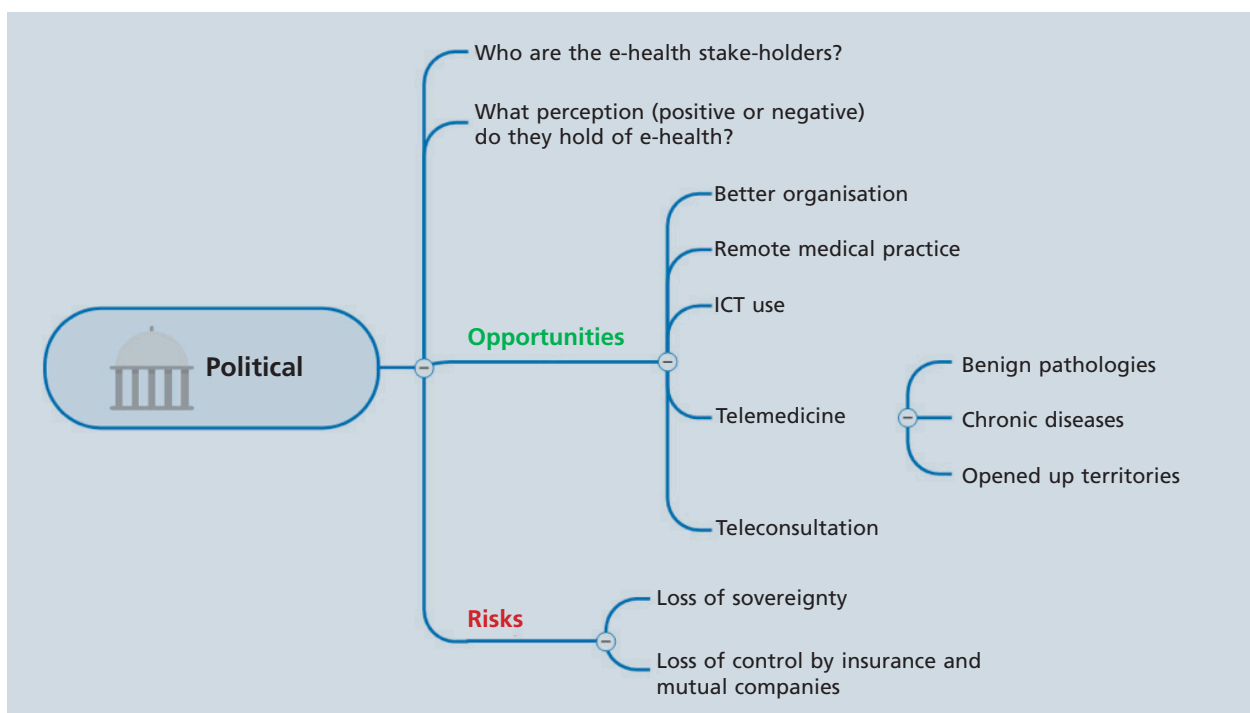 Who are the e-health stake-holders?
What perception (positive or negative)
do they hold of e-health?
Political
Opportunities
Better organisation
Remote medical practice
ICT use
Telemedicine
Benign pathologies
Chronic diseases
Opened up territories
Teleconsultation
Risks
Loss of sovereignty
Loss of control by insurance and
mutual companies